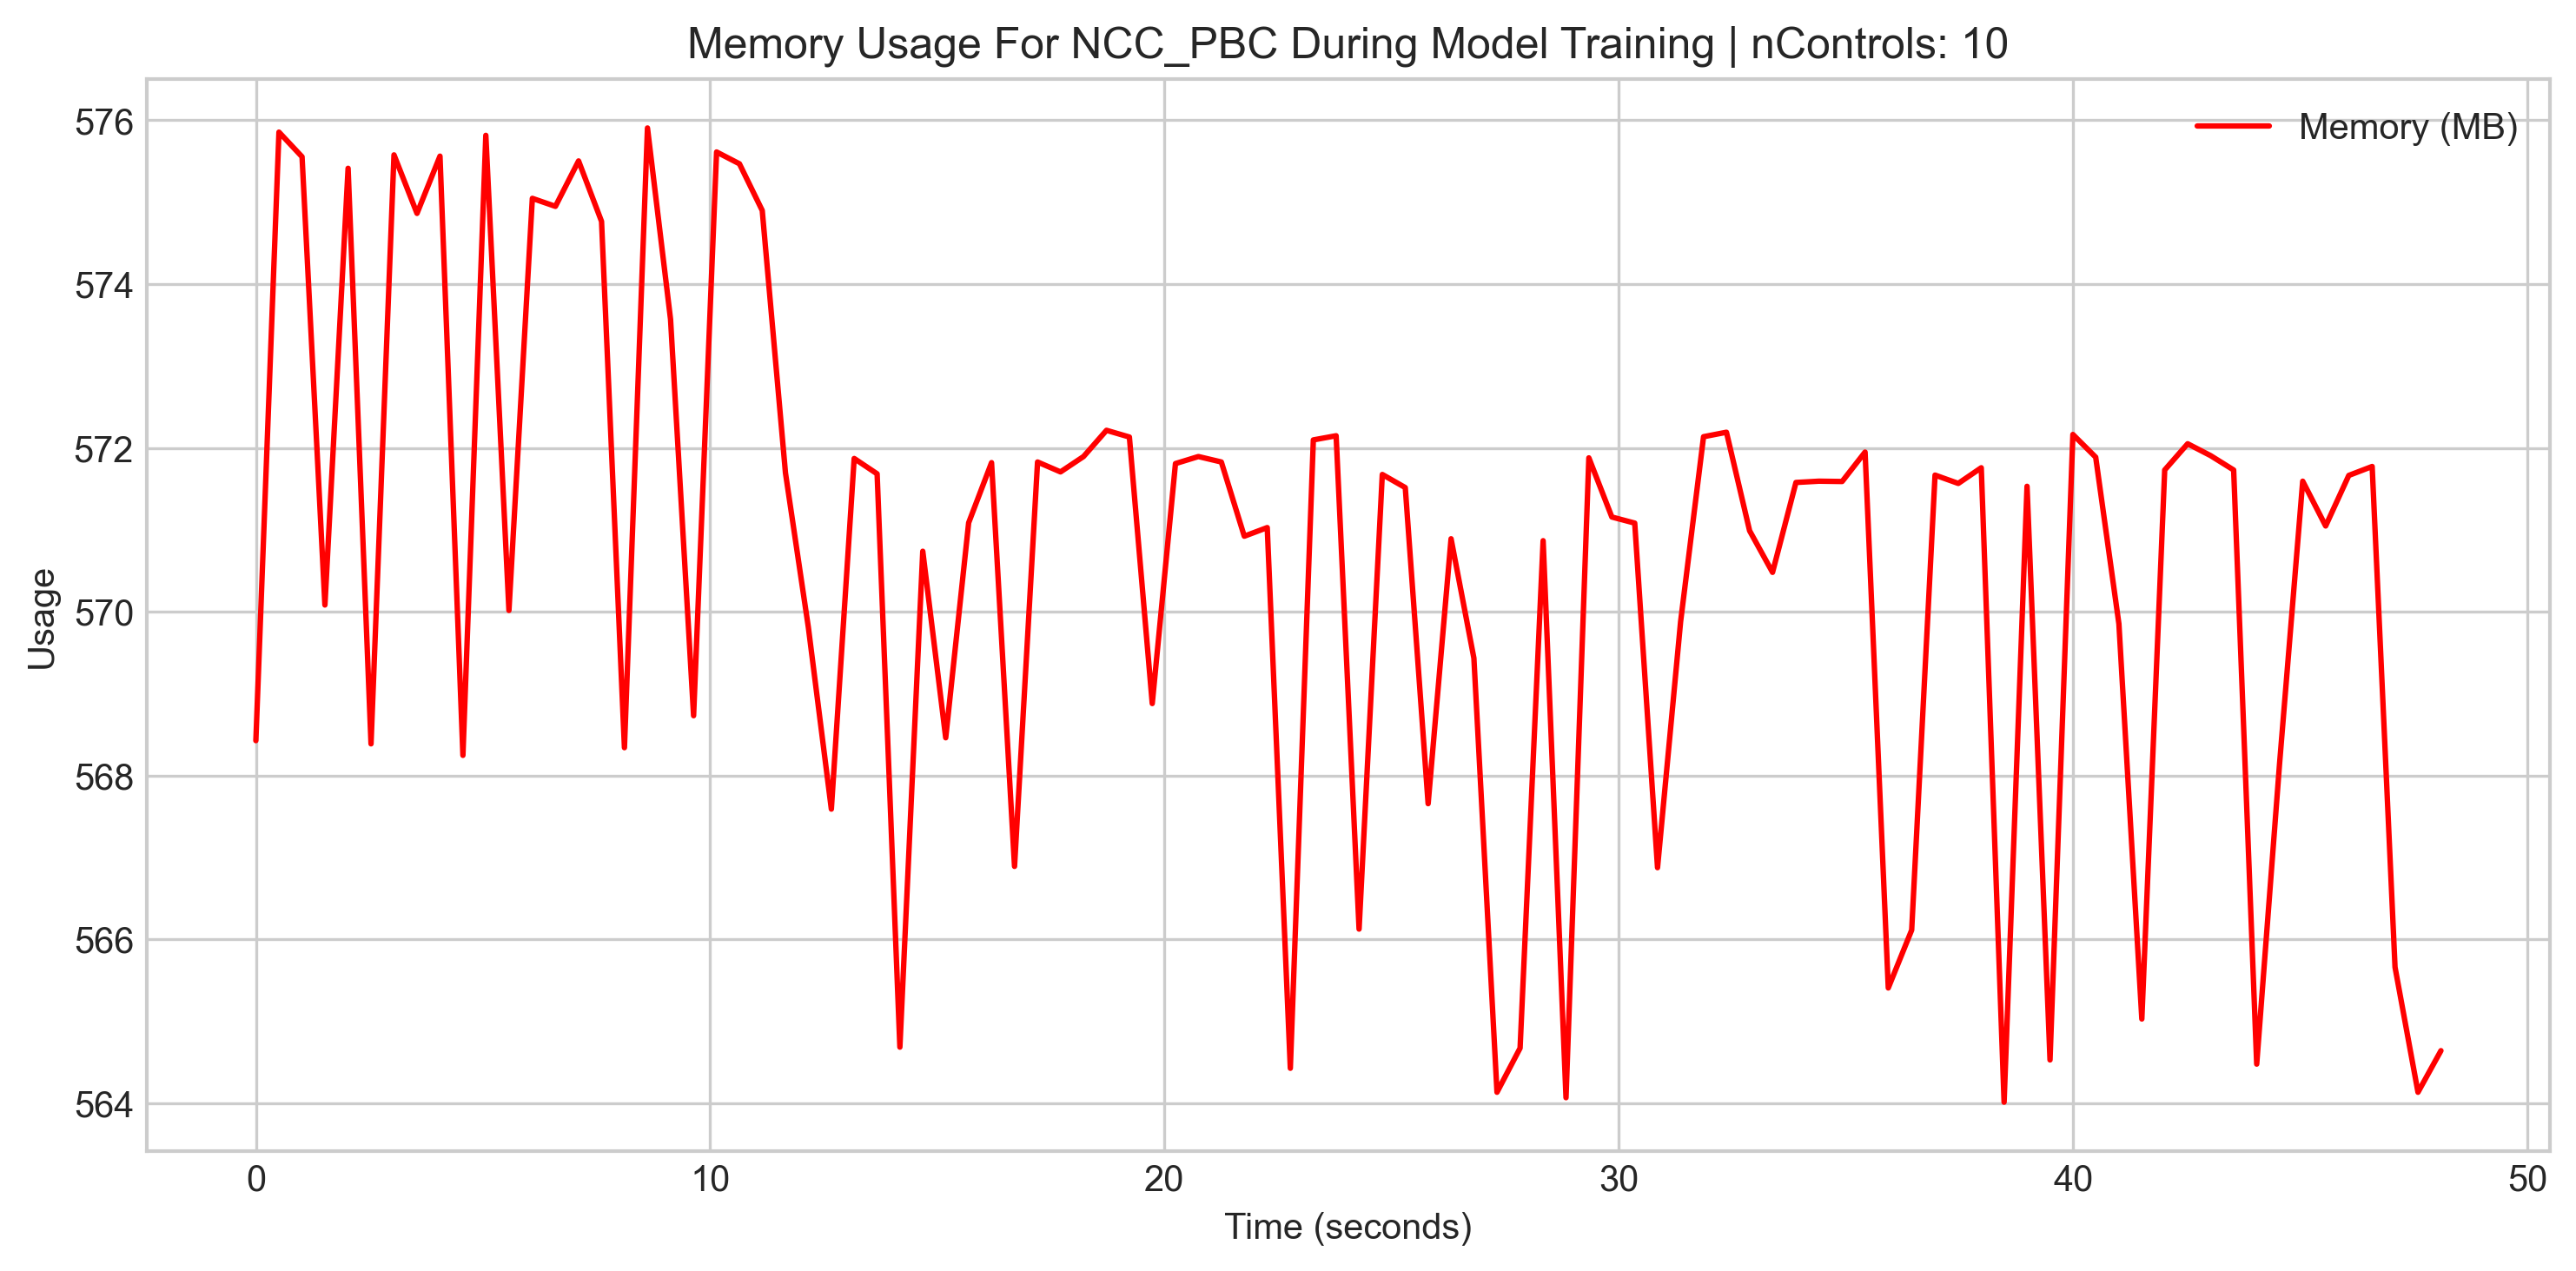 Memory Usage For NCC_PBC During Model Training | nControls: 10
576
574
572
570
568
566
564
Usage
Memory (MB)
0 10 20 30 40 50
Time (seconds)